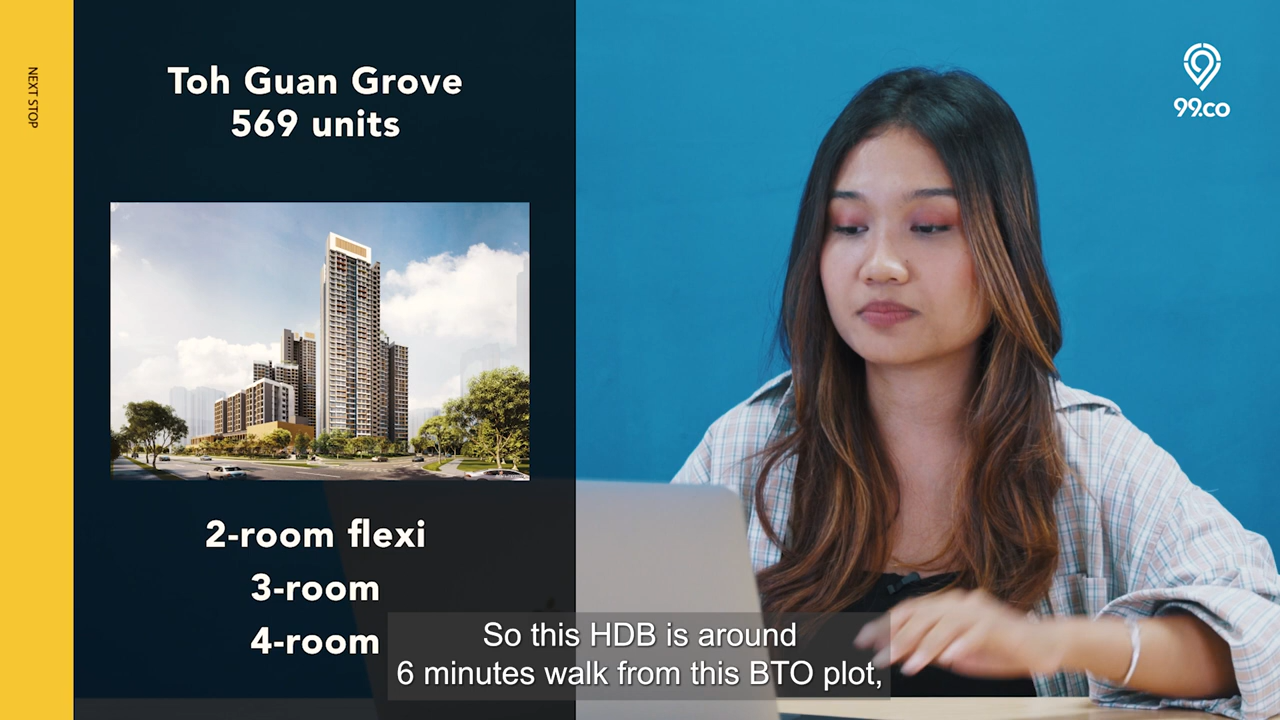 NEXT STOP
Toh Guan Grove
569 units
99.co
2-room flexi
3-room
4-room
So this HDB is around
6 minutes walk from this BTO plot,